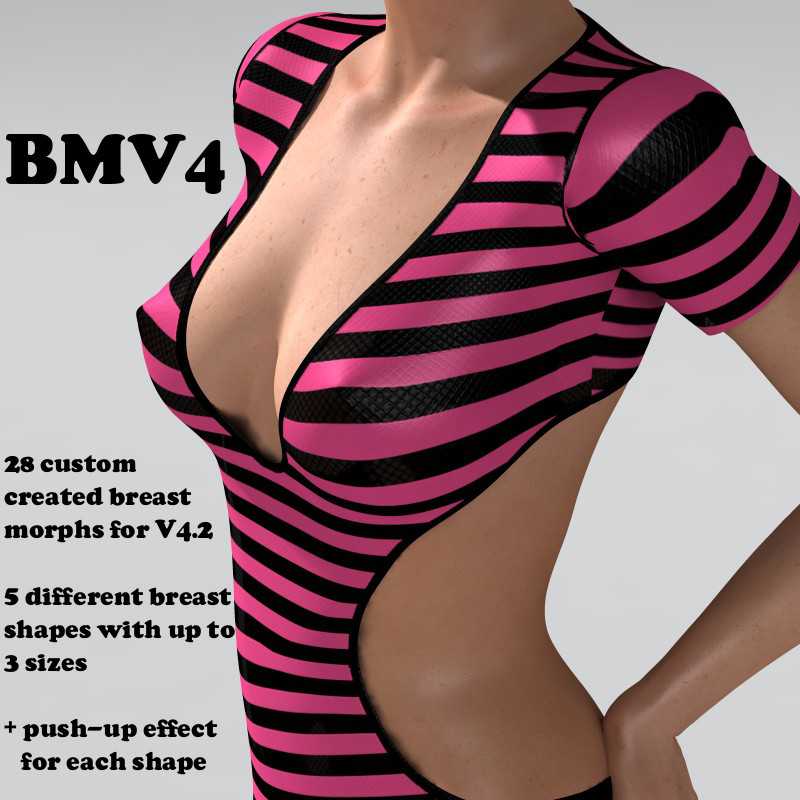 BMV4
28 custom
created breast
morphs for V4.2
5 different breast
shapes with up to
3 sizes
+ push-up effect
for each shape